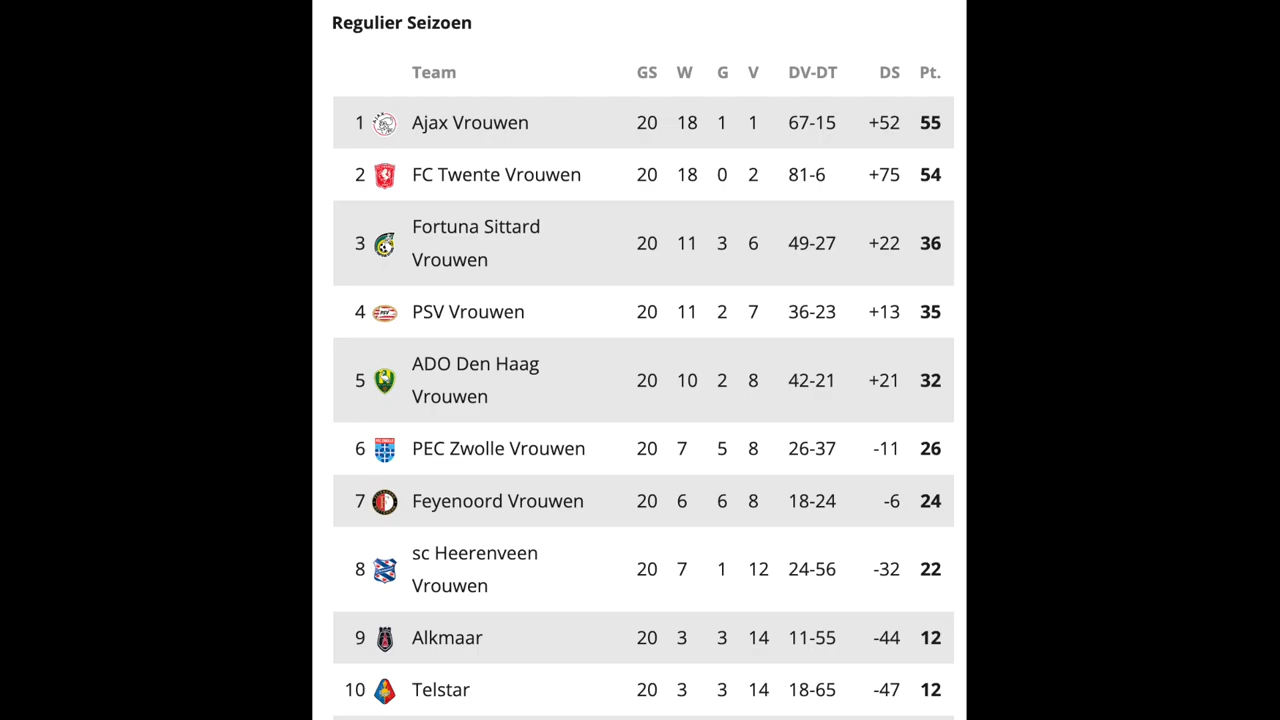 Regulier Seizoen
Team GS W G V DV-DT DS Pt.
1 Ajax Vrouwen 20 18 1 1 67-15 +52 55
2 FC Twente Vrouwen 20 18 0 2 81-6 +75 54
3 Fortuna Sittard Vrouwen 20 11 3 6 49-27 +22 36
4 PSV Vrouwen 20 11 2 7 36-23 +13 35
5 ADO Den Haag Vrouwen 20 10 2 8 42-21 +21 32
6 PEC Zwolle Vrouwen 20 7 5 8 26-37 -11 26
7 Feyenoord Vrouwen 20 6 6 8 18-24 -6 24
8 sc Heerenveen Vrouwen 20 7 1 12 24-56 -32 22
9 Alkmaar 20 3 3 14 11-55 -44 12
10 Telstar 20 3 3 14 18-65 -47 12